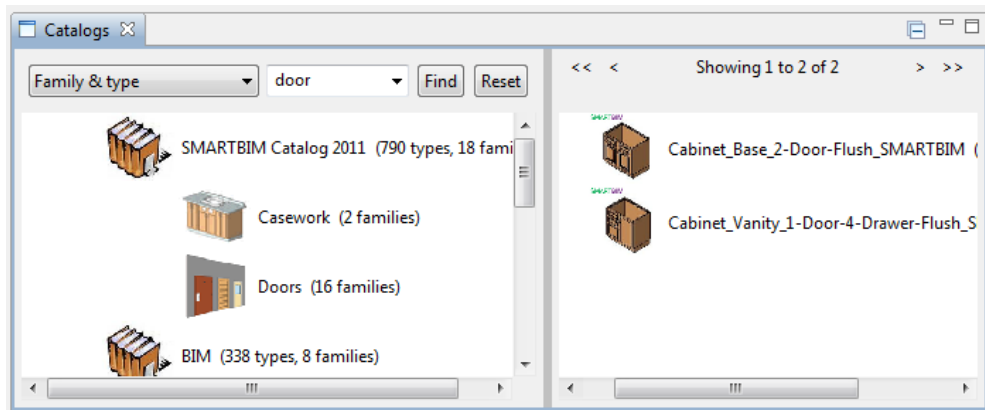 Catalogs
Family & type
door
Find
Reset
<< <
Showing 1 to 2 of 2
> >>
SMARTBIM Catalog 2011 (790 types, 18 fami
Casework (2 families)
Doors (16 families)
BIM (338 types, 8 families)
SMARTBIM
Cabinet_Base_2-Door-Flush_SMARTBIM (
SMARTBIM
Cabinet_Vanity_1-Door-4-Drawer-Flush_S